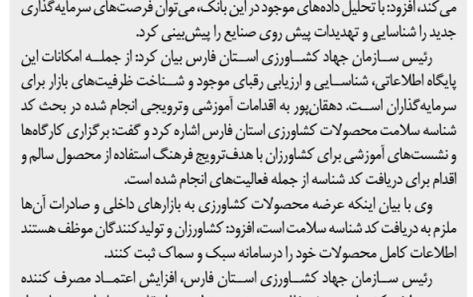 می‌کند، افزود: با تحلیل داده‌های موجود در این بانک، می‌توان فرصت‌های سرمایه‌گذاری
جدید را شناسایی و تهدیدات پیش روی صنایع را پیش‌بینی کرد.
رئیس سازمان جهاد کشاورزی استان فارس بیان کرد: از جمله امکانات این
پایگاه اطلاعاتی، شناسایی و ارزیابی رقبای موجود و شناخت ظرفیت‌های بازار برای
سرمایه‌گذاران است. دهقان‌پور به اقدامات آموزشی وترویجی انجام شده در بحث کد
شناسه سلامت محصولات کشاورزی استان فارس اشاره کرد و گفت: برگزاری کارگاه‌ها
و نشست‌های آموزشی برای کشاورزان با هدف‌ترویج فرهنگ استفاده از محصول سالم و
اقدام برای دریافت کد شناسه از جمله فعالیت‌های انجام شده است.
وی با بیان اینکه عرضه محصولات کشاورزی به بازارهای داخلی و صادرات آن‌ها
ملزم به دریافت کد شناسه سلامت است، افزود: کشاورزان و تولیدکنندگان موظف هستند
اطلاعات کامل محصولات خود را درسامانه سبک و سماک ثبت کنند.
رئیس سازمان جهاد کشاورزی استان فارس، افزایش اعتماد مصرف کننده